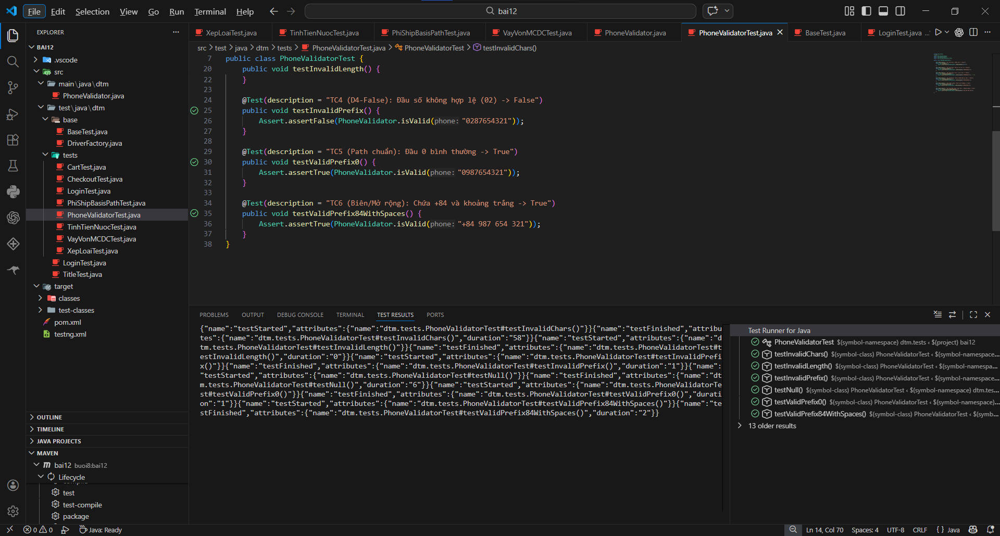 File Edit Selection View Go Run Terminal Help
bai12
EXPLORER
BAI12
.vscode
src
main\java\dtm
PhoneValidator.java
test\java\dtm
base
BaseTest.java
DriverFactory.java
tests
CartTest.java
CheckoutTest.java
LoginTest.java
PhiShipBasisPathTest.java
PhoneValidatorTest.java
TinhTienNuocTest.java
VayVonMCDCTest.java
XepLoaiTest.java
LoginTest.java
TitleTest.java
target
classes
test-classes
pom.xml
testng.xml
OUTLINE
TIMELINE
JAVA PROJECTS
MAVEN
bai12 buoi8:bai12
Lifecycle
test
test-compile
package
XepLoaiTest.java TinhTienNuocTest.java PhiShipBasisPathTest.java VayVonMCDCTest.java PhoneValidator.java PhoneValidatorTest.java BaseTest.java LoginTest.java ...
src > test > java > dtm > tests > PhoneValidatorTest.java > PhoneValidatorTest > testInvalidChars()
7 public class PhoneValidatorTest {
20 public void testInvalidLength() {
22 }
23
24 @Test(description = "TC4 (D4-False): Đầu số không hợp lệ (02) -> False")
25 public void testInvalidPrefix() {
26 Assert.assertFalse(PhoneValidator.isValid(phone: "0287654321"));
27 }
28
29 @Test(description = "TC5 (Path chuẩn): Đầu 0 bình thường -> True")
30 public void testValidPrefix0() {
31 Assert.assertTrue(PhoneValidator.isValid(phone: "0987654321"));
32 }
33
34 @Test(description = "TC6 (Biên/Mở rộng): Chứa +84 và khoảng trắng -> True")
35 public void testValidPrefix84WithSpaces() {
36 Assert.assertTrue(PhoneValidator.isValid(phone: "+84 987 654 321"));
37 }
38 }
PROBLEMS OUTPUT DEBUG CONSOLE TERMINAL TEST RESULTS PORTS
{"name":"testStarted","attributes":{"name":"dtm.tests.PhoneValidatorTest#testInvalidChars()"}}{"name":"testFinished","attribu
tes":{"name":"dtm.tests.PhoneValidatorTest#testInvalidChars()","duration":"58"}}{"name":"testStarted","attributes":{"name":"d
tm.tests.PhoneValidatorTest#testInvalidLength()"}}{"name":"testFinished","attributes":{"name":"dtm.tests.PhoneValidatorTest#t
estInvalidLength()","duration":"0"}}{"name":"testStarted","attributes":{"name":"dtm.tests.PhoneValidatorTest#testInvalidPrefi
x()"}}{"name":"testFinished","attributes":{"name":"dtm.tests.PhoneValidatorTest#testInvalidPrefix()","duration":"1"}}{"name":
"testStarted","attributes":{"name":"dtm.tests.PhoneValidatorTest#testNull()"}}{"name":"testFinished","attributes":{"name":"dt
m.tests.PhoneValidatorTest#testNull()","duration":"6"}}{"name":"testStarted","attributes":{"name":"dtm.tests.PhoneValidatorTe
st#testValidPrefix0()"}}{"name":"testFinished","attributes":{"name":"dtm.tests.PhoneValidatorTest#testValidPrefix0()","durati
on":"1"}}{"name":"testStarted","attributes":{"name":"dtm.tests.PhoneValidatorTest#testValidPrefix84WithSpaces()"}}{"name":"te
stFinished","attributes":{"name":"dtm.tests.PhoneValidatorTest#testValidPrefix84WithSpaces()","duration":"2"}}
Test Runner for Java
PhoneValidatorTest $(symbol-namespace) dtm.tests < $(project) bai12
testInvalidChars() $(symbol-class) PhoneValidatorTest < $(symbol-namespace...
testInvalidLength() $(symbol-class) PhoneValidatorTest < $(symbol-namespa...
testInvalidPrefix() $(symbol-class) PhoneValidatorTest < $(symbol-namespace...
testNull() $(symbol-class) PhoneValidatorTest < $(symbol-namespace) dtm.tes...
testValidPrefix0() $(symbol-class) PhoneValidatorTest < $(symbol-namespace)...
testValidPrefix84WithSpaces() $(symbol-class) PhoneValidatorTest < $(symb...
13 older results
0 0 Java: Ready Ln 14, Col 70 Spaces: 4 UTF-8 CRLF { } Java